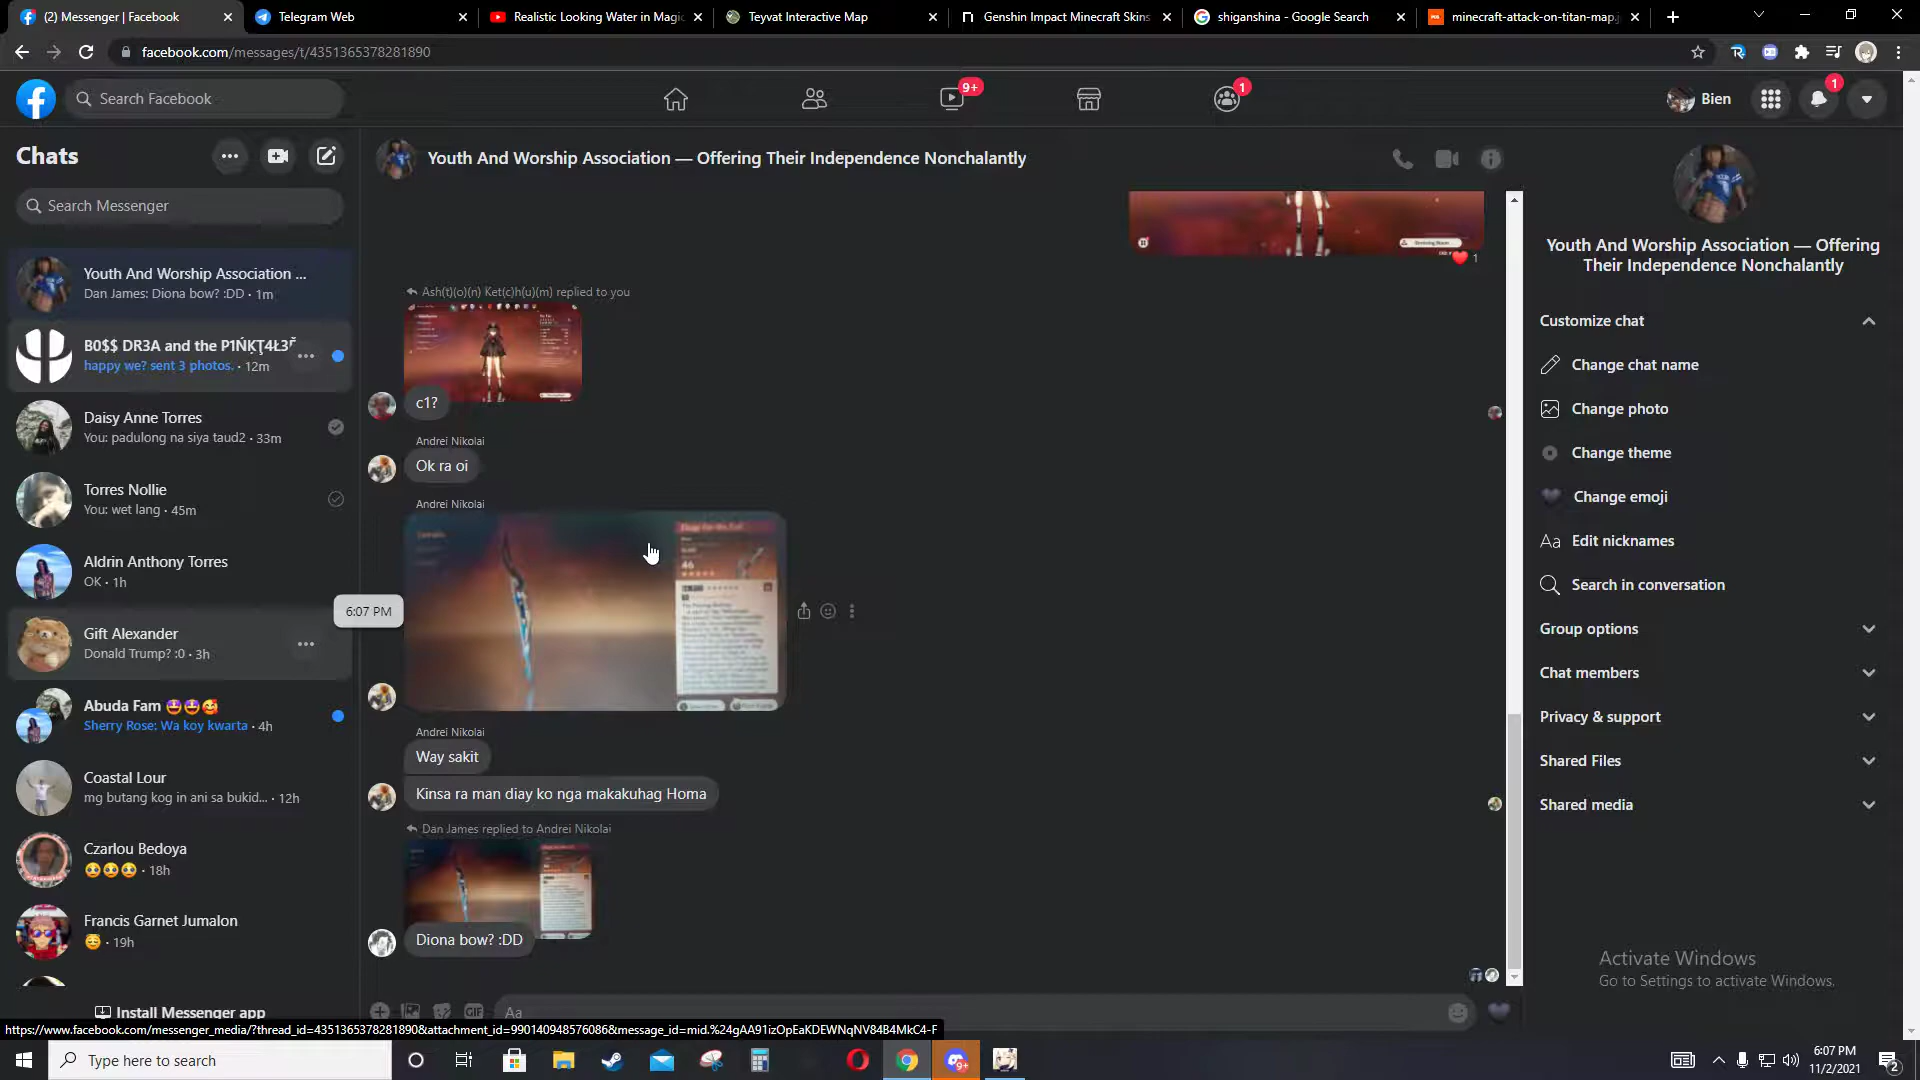 (2) Messenger | Facebook
Telegram Web
Realistic Looking Water in Magic
Teyvat Interactive Map
Genshin Impact Minecraft Skins
shiganshina - Google Search
minecraft-attack-on-titan-map.j
facebook.com/messages/t/4351365378281890
Search Facebook
9+
1
Bien
1
Chats
Search Messenger
Youth And Worship Association ...
Dan James: Diona bow? :DD · 1m
B0$$ DR3A and the P1ŃĶŢ4Ł3Ř
happy we? sent 3 photos. · 12m
Daisy Anne Torres
You: padulong na siya taud2 · 33m
Torres Nollie
You: wet lang · 45m
Aldrin Anthony Torres
OK · 1h
Gift Alexander
Donald Trump? :0 · 3h
Abuda Fam 🤩🤩🥰
Sherry Rose: Wa koy kwarta · 4h
Coastal Lour
mg butang kog in ani sa bukid... · 12h
Czarlou Bedoya
🥺🥺🥺 · 18h
Francis Garnet Jumalon
😇 · 19h
Install Messenger app
Youth And Worship Association — Offering Their Independence Nonchalantly
1
Ash(t)(o)(n) Ket(c)h(u)(m) replied to you
c1?
Andrei Nikolai
Ok ra oi
Andrei Nikolai
46
6:07 PM
Andrei Nikolai
Way sakit
Kinsa ra man diay ko nga makakuhag Homa
Dan James replied to Andrei Nikolai
Diona bow? :DD
GIF
Aa
Youth And Worship Association — Offering
Their Independence Nonchalantly
Customize chat
Change chat name
Change photo
Change theme
Change emoji
Aa Edit nicknames
Search in conversation
Group options
Chat members
Privacy & support
Shared Files
Shared media
Activate Windows
Go to Settings to activate Windows.
https://www.facebook.com/messenger_media/?thread_id=4351365378281890&attachment_id=990140948576086&message_id=mid.%24gAA91izOpEaKDEWNqNV84B4MkC4-F
Type here to search
9+
6:07 PM
11/2/2021
2